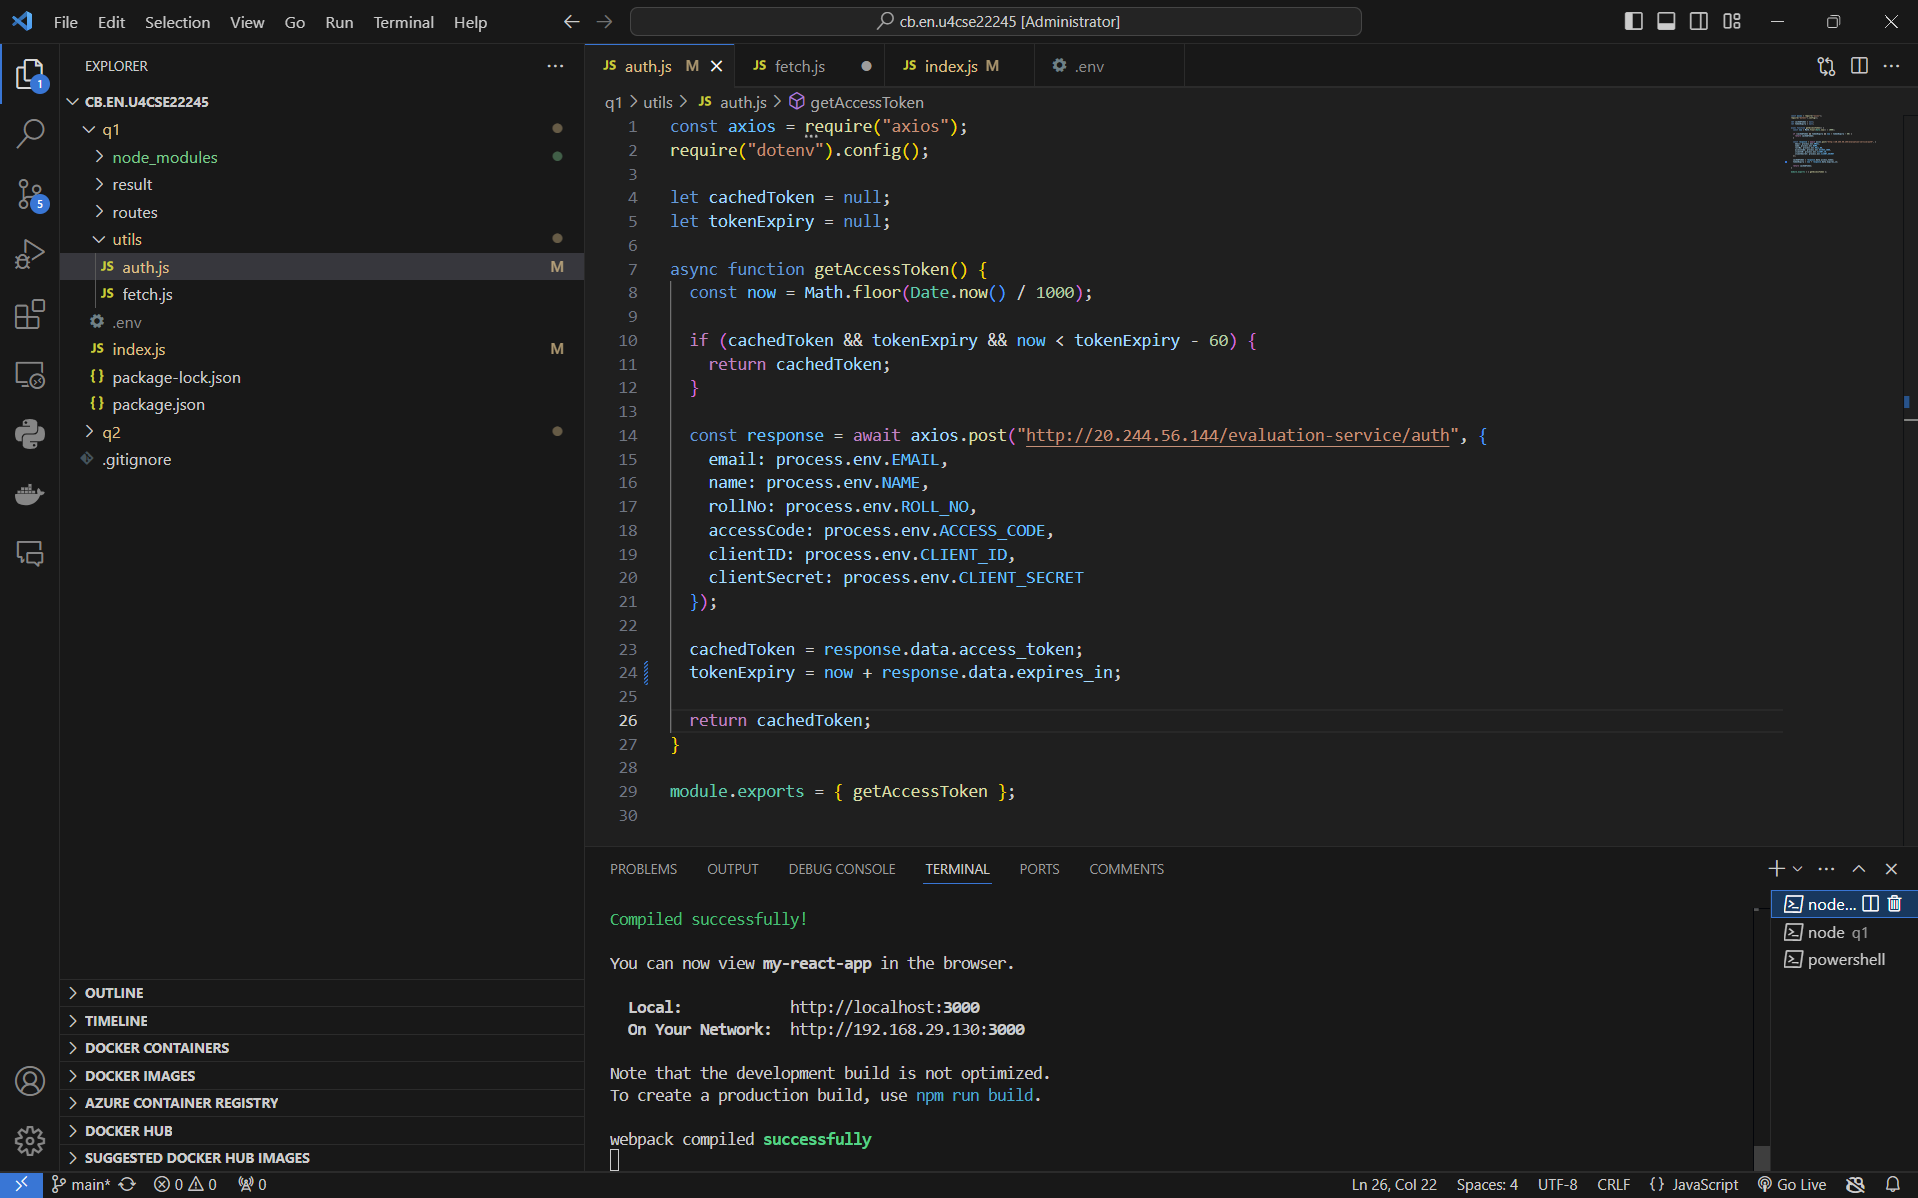 File Edit Selection View Go Run Terminal Help
cb.en.u4cse22245 [Administrator]
EXPLORER
CB.EN.U4CSE22245
q1
node_modules
result
routes
utils
JS auth.js M
JS fetch.js
.env
JS index.js M
{} package-lock.json
{} package.json
q2
.gitignore
OUTLINE
TIMELINE
DOCKER CONTAINERS
DOCKER IMAGES
AZURE CONTAINER REGISTRY
DOCKER HUB
SUGGESTED DOCKER HUB IMAGES
1
5
JS auth.js M JS fetch.js JS index.js M .env
q1 > utils > JS auth.js > getAccessToken
1 const axios = require("axios");
2 require("dotenv").config();
3
4 let cachedToken = null;
5 let tokenExpiry = null;
6
7 async function getAccessToken() {
8 const now = Math.floor(Date.now() / 1000);
9
10 if (cachedToken && tokenExpiry && now < tokenExpiry - 60) {
11 return cachedToken;
12 }
13
14 const response = await axios.post("http://20.244.56.144/evaluation-service/auth", {
15 email: process.env.EMAIL,
16 name: process.env.NAME,
17 rollNo: process.env.ROLL_NO,
18 accessCode: process.env.ACCESS_CODE,
19 clientID: process.env.CLIENT_ID,
20 clientSecret: process.env.CLIENT_SECRET
21 });
22
23 cachedToken = response.data.access_token;
24 tokenExpiry = now + response.data.expires_in;
25
26 return cachedToken;
27 }
28
29 module.exports = { getAccessToken };
30
PROBLEMS OUTPUT DEBUG CONSOLE TERMINAL PORTS COMMENTS
Compiled successfully!
You can now view my-react-app in the browser.
Local: http://localhost:3000
On Your Network: http://192.168.29.130:3000
Note that the development build is not optimized.
To create a production build, use npm run build.
webpack compiled successfully
node...
node q1
powershell
main* 0 0 0 Ln 26, Col 22 Spaces: 4 UTF-8 CRLF {} JavaScript Go Live